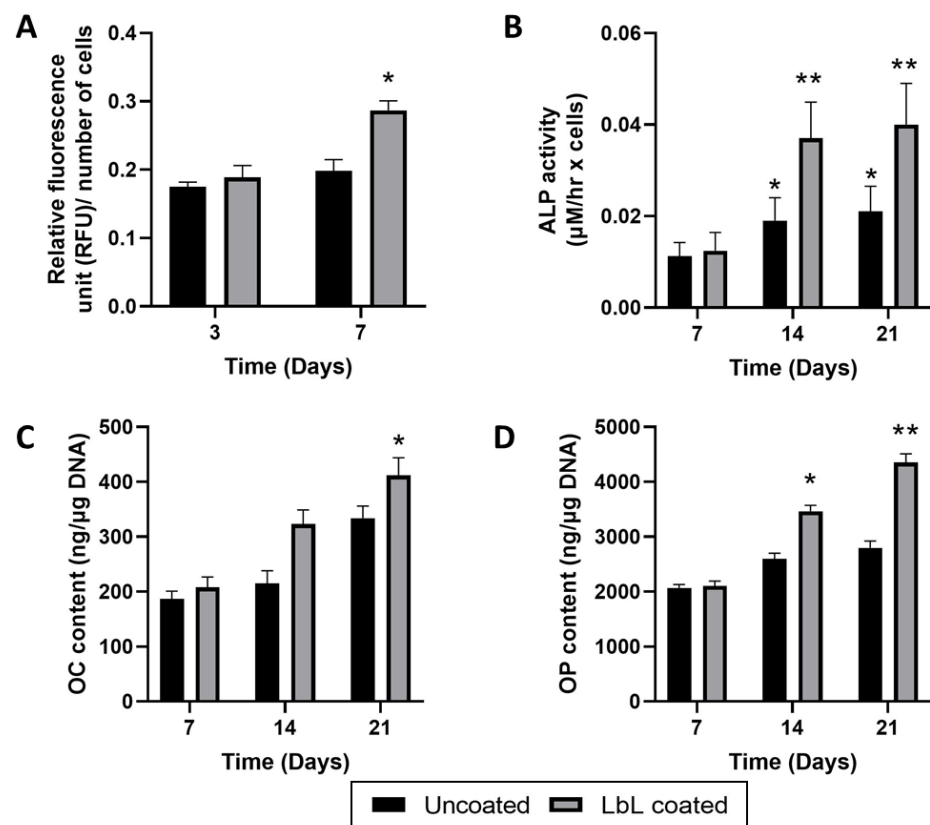 A
Relative fluorescence
unit (RFU)/ number of cells
0.4
0.3
0.2
0.1
0.0
*
3
7
Time (Days)
B
ALP activity
(µM/hr x cells)
0.06
0.04
0.02
0.00
*
**
*
**
7
14
21
Time (Days)
C
OC content (ng/µg DNA)
500
400
300
200
100
0
*
7
14
21
Time (Days)
D
OP content (ng/µg DNA)
5000
4000
3000
2000
1000
0
*
**
7
14
21
Time (Days)
Uncoated
LbL coated